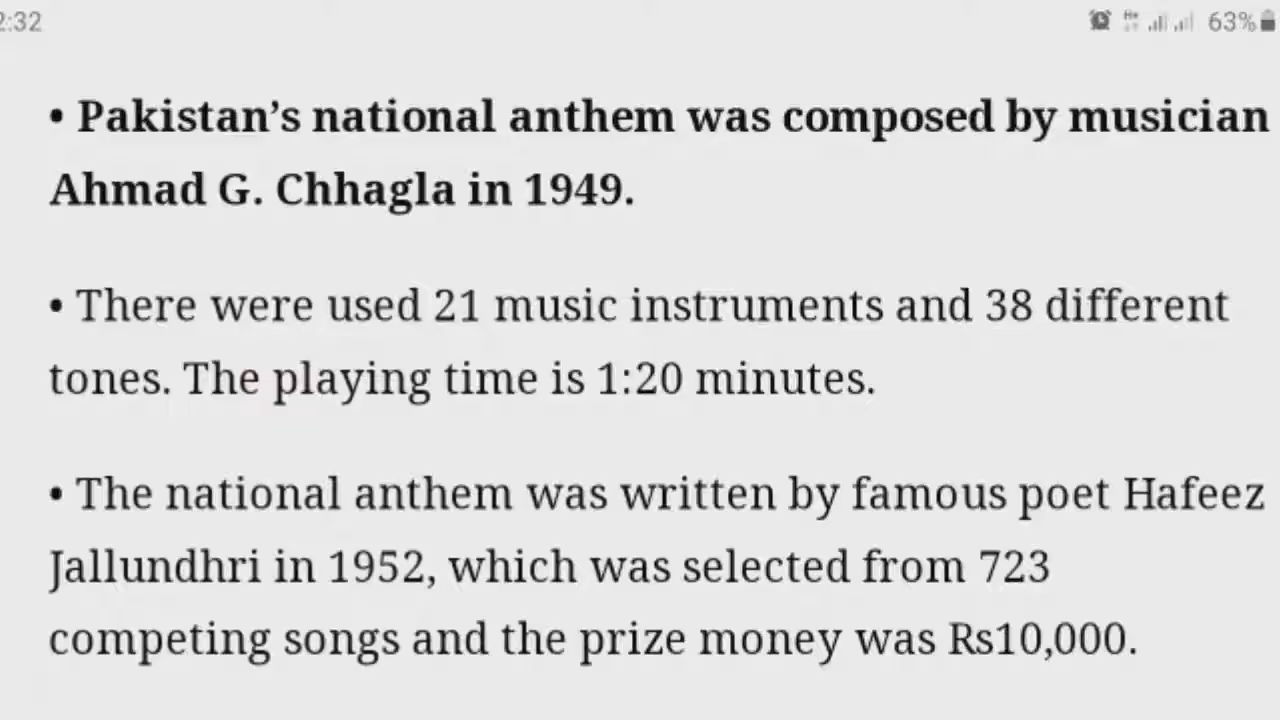 2:32 63%
• Pakistan’s national anthem was composed by musician
Ahmad G. Chhagla in 1949.
• There were used 21 music instruments and 38 different
tones. The playing time is 1:20 minutes.
• The national anthem was written by famous poet Hafeez
Jallundhri in 1952, which was selected from 723
competing songs and the prize money was Rs10,000.